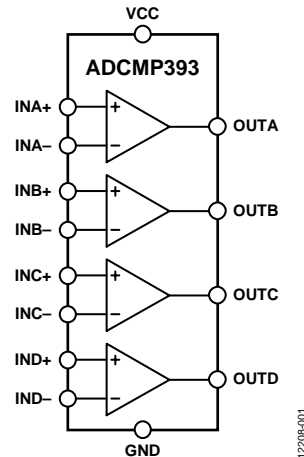 VCC
ADCMP393
INA+
+
OUTA
INA–
–
INB+
+
OUTB
INB–
–
INC+
+
OUTC
INC–
–
IND+
+
OUTD
IND–
–
GND
12208-001